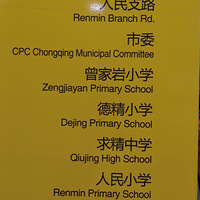 人民支路
Renmin Branch Rd.
市委
CPC Chongqing Municipal Committee
曾家岩小学
Zengjiayan Primary School
德精小学
Dejing Primary School
求精中学
Qiujing High School
人民小学
Renmin Primary School